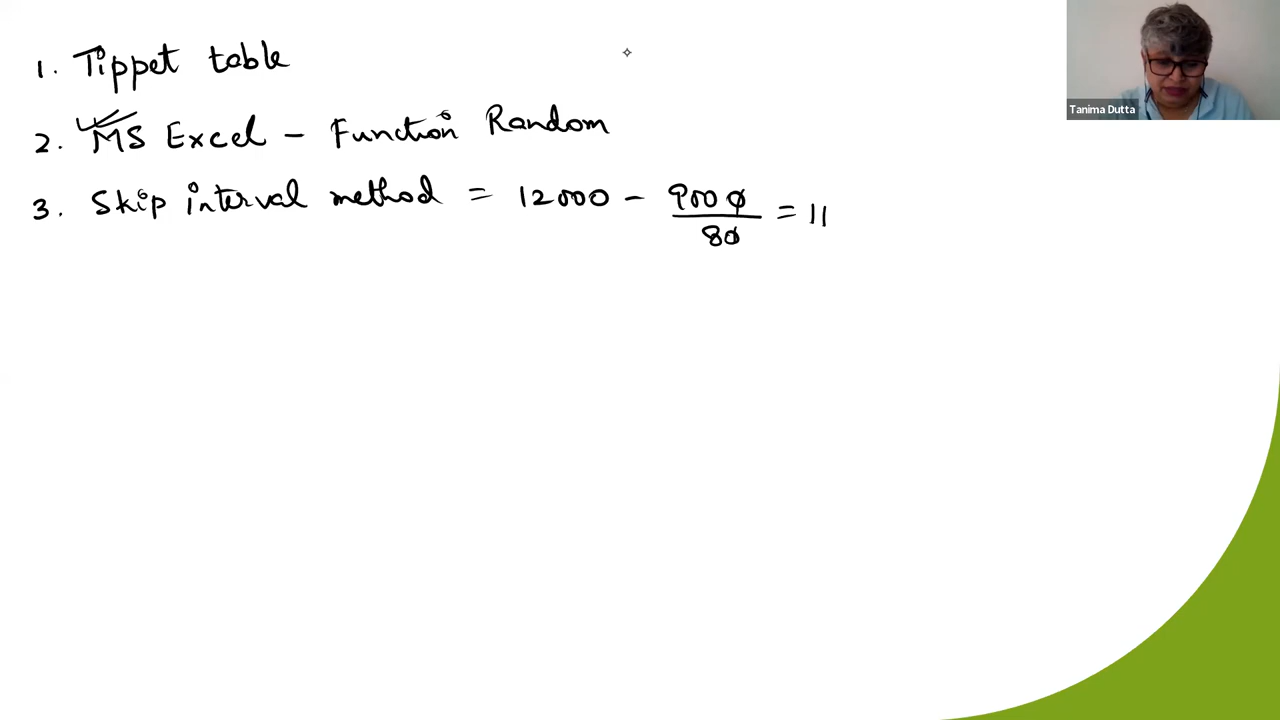 1. Tippet table
2. MS Excel - Function Random
3. Skip interval method = 12000 - 9000/80 = 11
Tanima Dutta